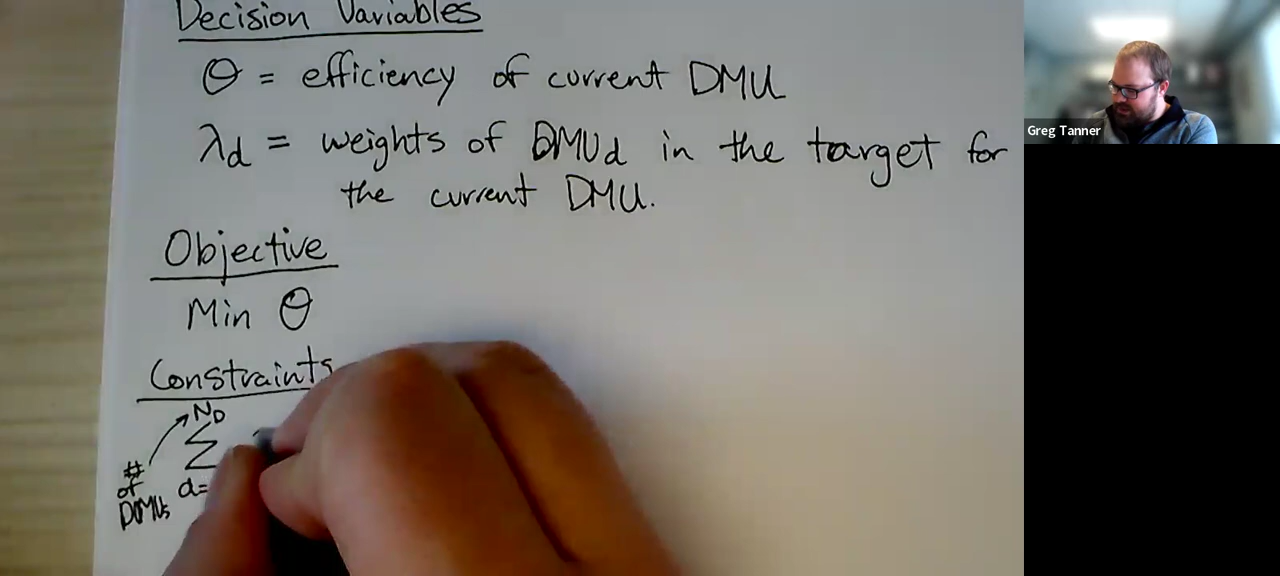 Decision Variables
θ = efficiency of current DMU
λd = weights of DMUd in the target for
the current DMU.
Objective
Min θ
Constraints
ND
Σ
d=
# of DMUs
Greg Tanner